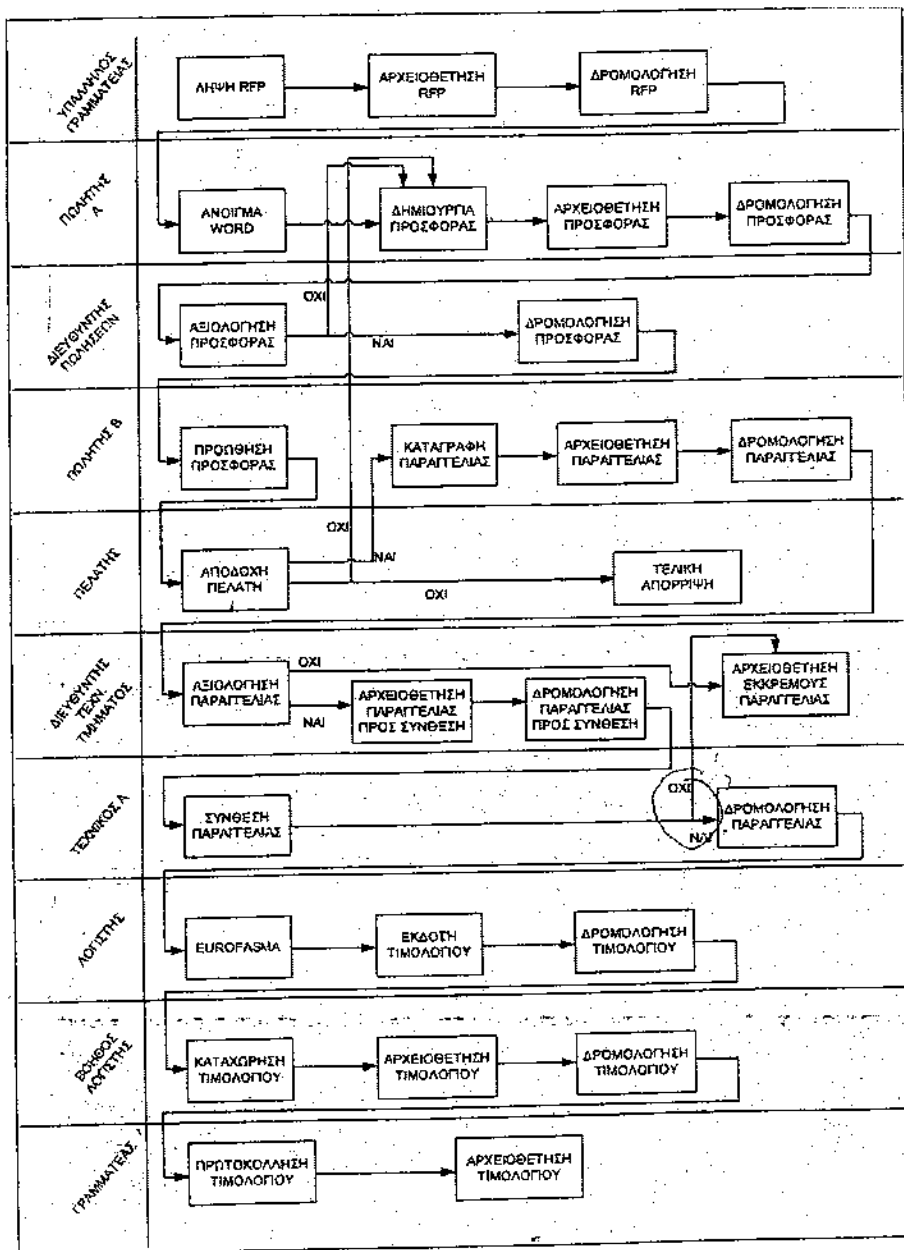 ΥΠΑΛΛΗΛΟΣ
ΓΡΑΜΜΑΤΕΙΑΣ
ΛΗΨΗ RFP
ΑΡΧΕΙΟΘΕΤΗΣΗ
RFP
ΔΡΟΜΟΛΟΓΗΣΗ
RFP
ΠΩΛΗΤΗΣ
Α
ΑΝΟΙΓΜΑ
WORD
ΔΗΜΙΟΥΡΓΙΑ
ΠΡΟΣΦΟΡΑΣ
ΑΡΧΕΙΟΘΕΤΗΣΗ
ΠΡΟΣΦΟΡΑΣ
ΔΡΟΜΟΛΟΓΗΣΗ
ΠΡΟΣΦΟΡΑΣ
ΔΙΕΥΘΥΝΤΗΣ
ΠΩΛΗΣΕΩΝ
ΑΞΙΟΛΟΓΗΣΗ
ΠΡΟΣΦΟΡΑΣ
ΟΧΙ
ΝΑΙ
ΔΡΟΜΟΛΟΓΗΣΗ
ΠΡΟΣΦΟΡΑΣ
ΠΩΛΗΤΗΣ Β
ΠΡΟΩΘΗΣΗ
ΠΡΟΣΦΟΡΑΣ
ΚΑΤΑΓΡΑΦΗ
ΠΑΡΑΓΓΕΛΙΑΣ
ΑΡΧΕΙΟΘΕΤΗΣΗ
ΠΑΡΑΓΓΕΛΙΑΣ
ΔΡΟΜΟΛΟΓΗΣΗ
ΠΑΡΑΓΓΕΛΙΑΣ
ΠΕΛΑΤΗΣ
ΑΠΟΔΟΧΗ
ΠΕΛΑΤΗ
ΟΧΙ
ΝΑΙ
ΟΧΙ
ΤΕΛΙΚΗ
ΑΠΟΡΡΙΨΗ
ΔΙΕΥΘΥΝΤΗΣ
ΤΕΧΝ.
ΤΜΗΜΑΤΟΣ
ΑΞΙΟΛΟΓΗΣΗ
ΠΑΡΑΓΓΕΛΙΑΣ
ΟΧΙ
ΝΑΙ
ΑΡΧΕΙΟΘΕΤΗΣΗ
ΠΑΡΑΓΓΕΛΙΑΣ
ΠΡΟΣ ΣΥΝΘΕΣΗ
ΔΡΟΜΟΛΟΓΗΣΗ
ΠΑΡΑΓΓΕΛΙΑΣ
ΠΡΟΣ ΣΥΝΘΕΣΗ
ΑΡΧΕΙΟΘΕΤΗΣΗ
ΕΚΚΡΕΜΟΥΣ
ΠΑΡΑΓΓΕΛΙΑΣ
ΤΕΧΝΙΚΟΣ Α
ΣΥΝΘΕΣΗ
ΠΑΡΑΓΓΕΛΙΑΣ
ΟΧΙ
ΝΑΙ
ΔΡΟΜΟΛΟΓΗΣΗ
ΠΑΡΑΓΓΕΛΙΑΣ
ΛΟΓΙΣΤΗΣ
EUROFASMA
ΕΚΔΟΣΗ
ΤΙΜΟΛΟΓΙΟΥ
ΔΡΟΜΟΛΟΓΗΣΗ
ΤΙΜΟΛΟΓΙΟΥ
ΒΟΗΘΟΣ
ΛΟΓΙΣΤΗΣ
ΚΑΤΑΧΩΡΗΣΗ
ΤΙΜΟΛΟΓΙΟΥ
ΑΡΧΕΙΟΘΕΤΗΣΗ
ΤΙΜΟΛΟΓΙΟΥ
ΔΡΟΜΟΛΟΓΗΣΗ
ΤΙΜΟΛΟΓΙΟΥ
ΓΡΑΜΜΑΤΕΑΣ
ΠΡΩΤΟΚΟΛΛΗΣΗ
ΤΙΜΟΛΟΓΙΟΥ
ΑΡΧΕΙΟΘΕΤΗΣΗ
ΤΙΜΟΛΟΓΙΟΥ